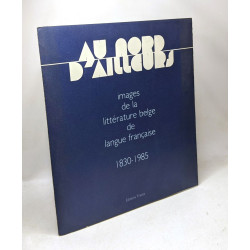 AU NORD
D'AILLEURS
images
de la
littérature belge
de
langue française
1830-1985